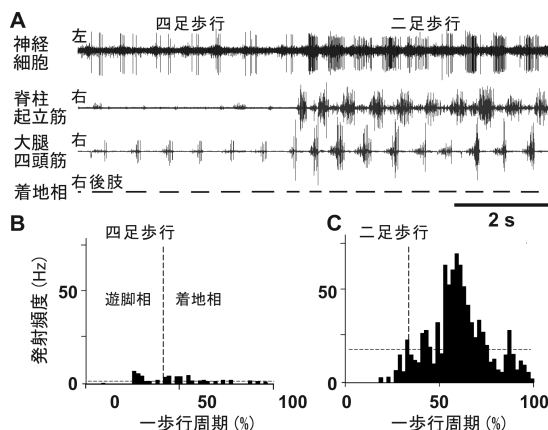 A
四足歩行 二足歩行
神経細胞 左
脊柱起立筋 右
大腿四頭筋 右
着地相 右後肢
2 s
B 四足歩行
C 二足歩行
発射頻度 (Hz)
50
0
遊脚相 着地相
0 50 100
一歩行周期 (%)
50
0
0 50 100
一歩行周期 (%)